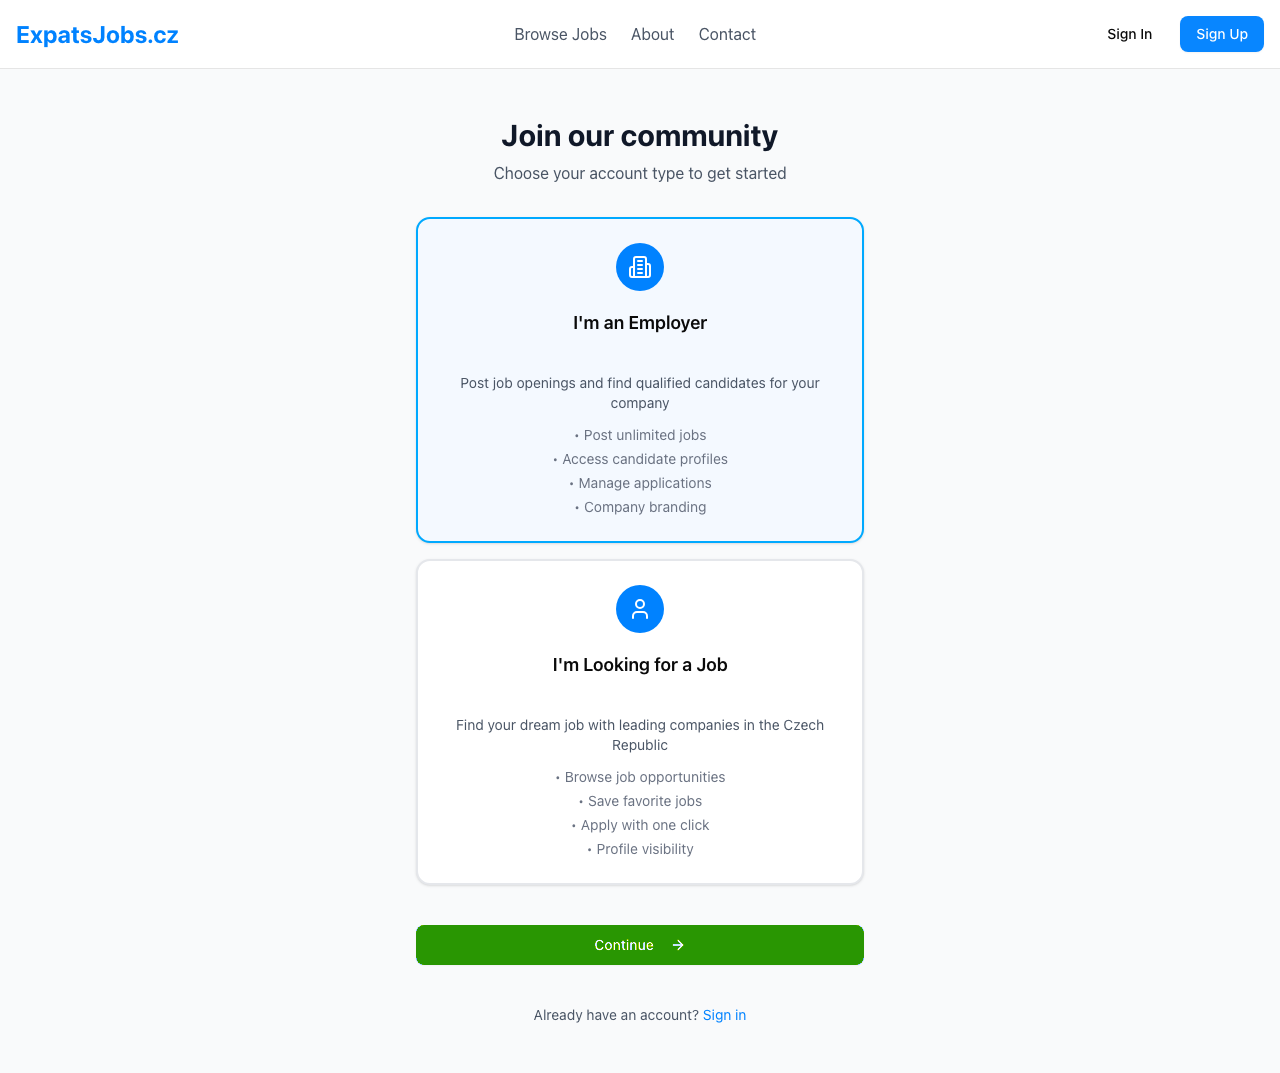 ExpatsJobs.cz
Browse Jobs
About
Contact
Sign In
Sign Up
Join our community
Choose your account type to get started
I'm an Employer
Post job openings and find qualified candidates for your
company
• Post unlimited jobs
• Access candidate profiles
• Manage applications
• Company branding
I'm Looking for a Job
Find your dream job with leading companies in the Czech
Republic
• Browse job opportunities
• Save favorite jobs
• Apply with one click
• Profile visibility
Continue →
Already have an account? Sign in